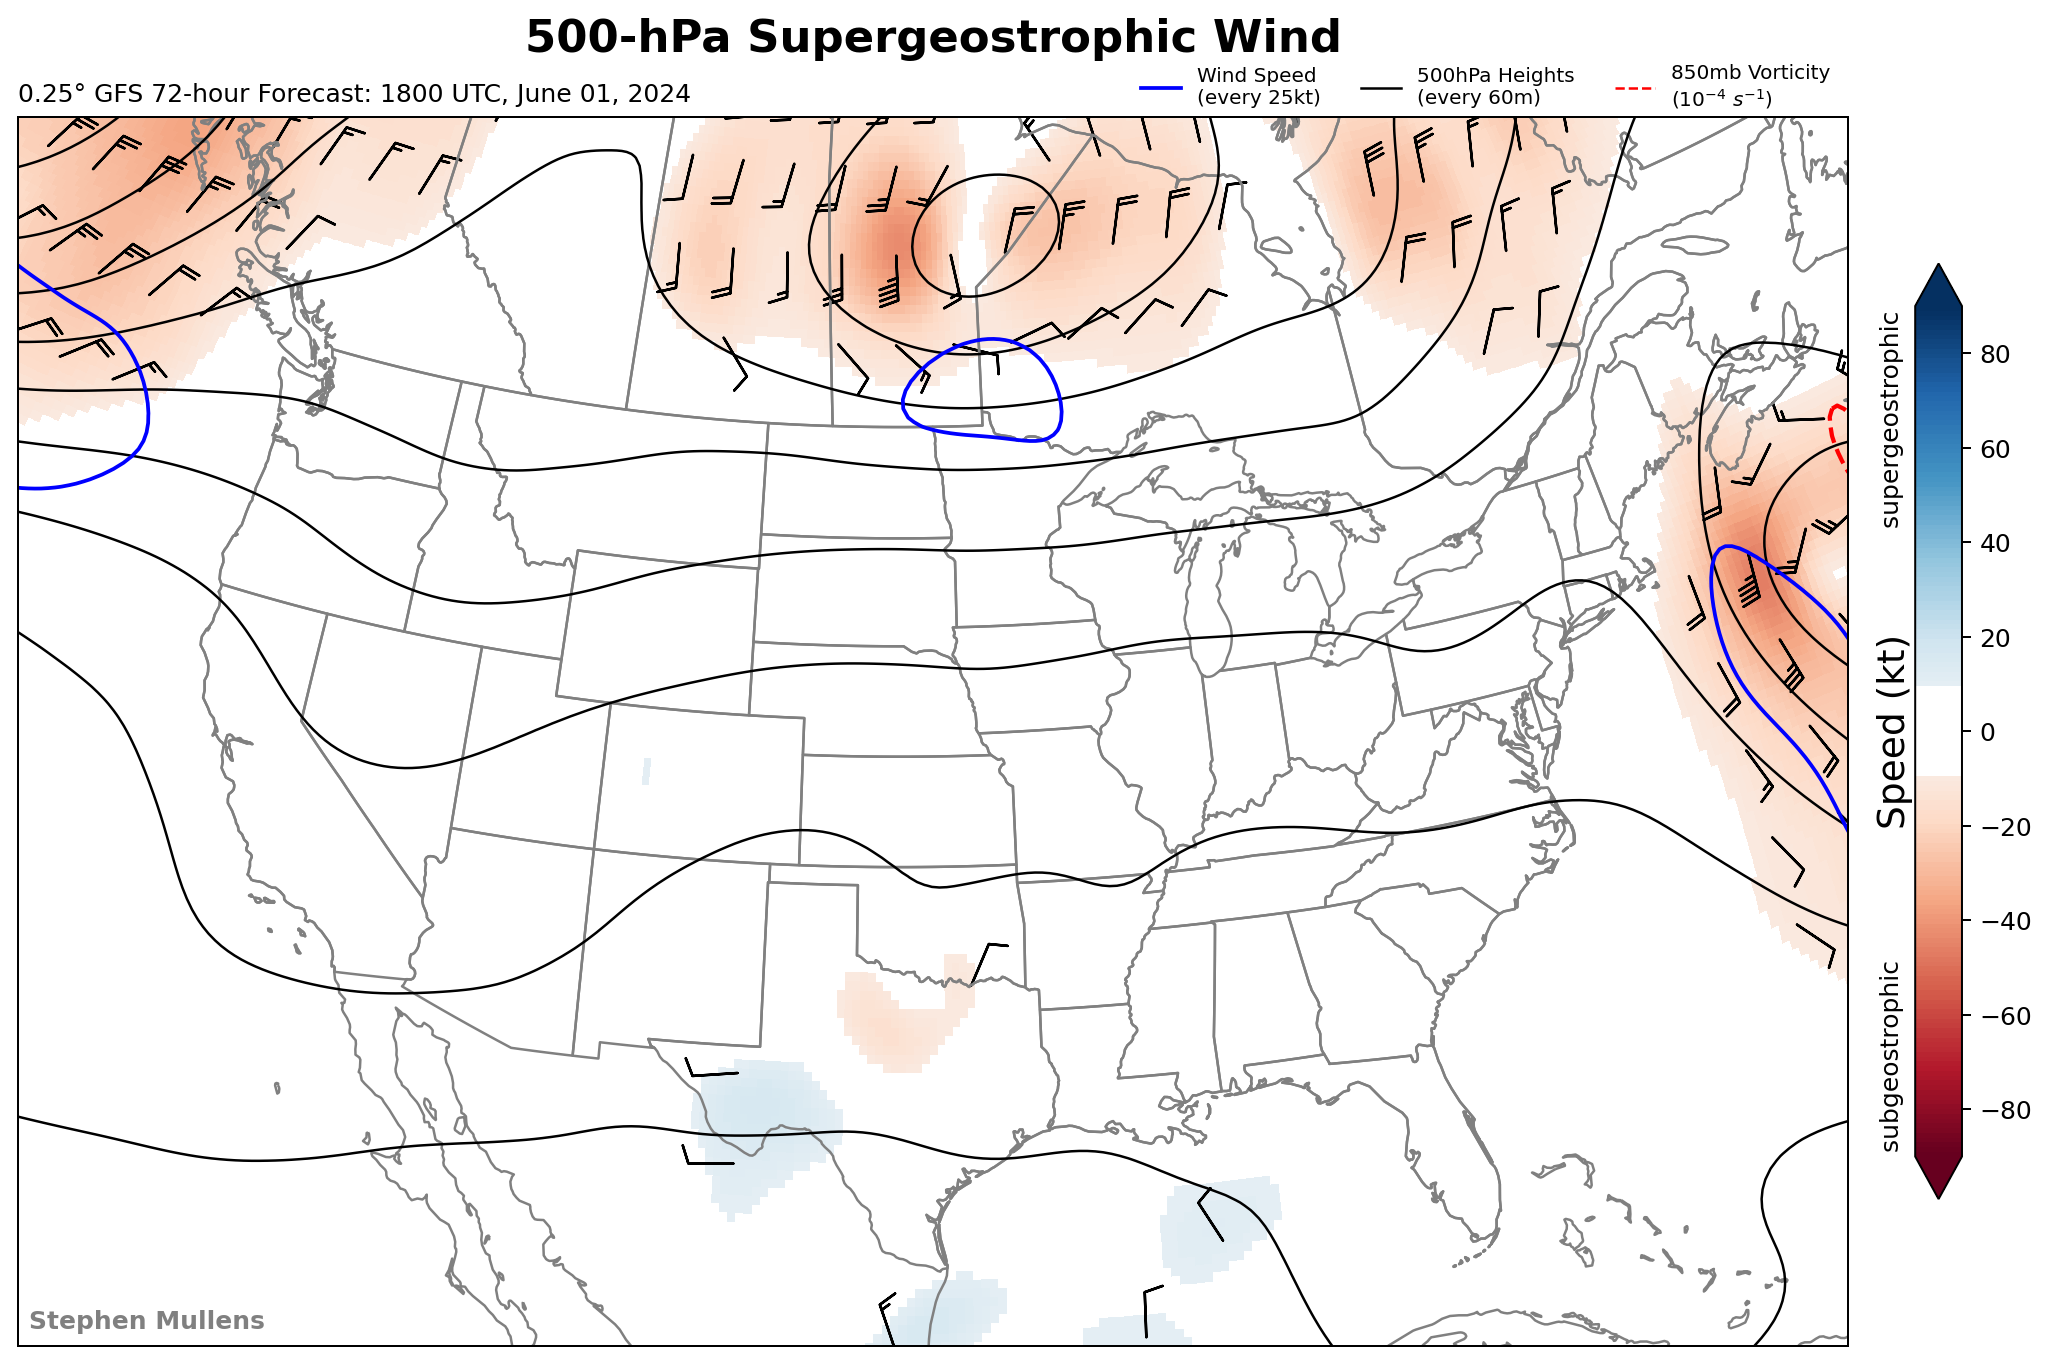 500-hPa Supergeostrophic Wind
0.25° GFS 72-hour Forecast: 1800 UTC, June 01, 2024
Wind Speed
(every 25kt)
500hPa Heights
(every 60m)
850mb Vorticity
(10⁻⁴ s⁻¹)
supergeostrophic
Speed (kt)
subgeostrophic
80
60
40
20
0
−20
−40
−60
−80
Stephen Mullens